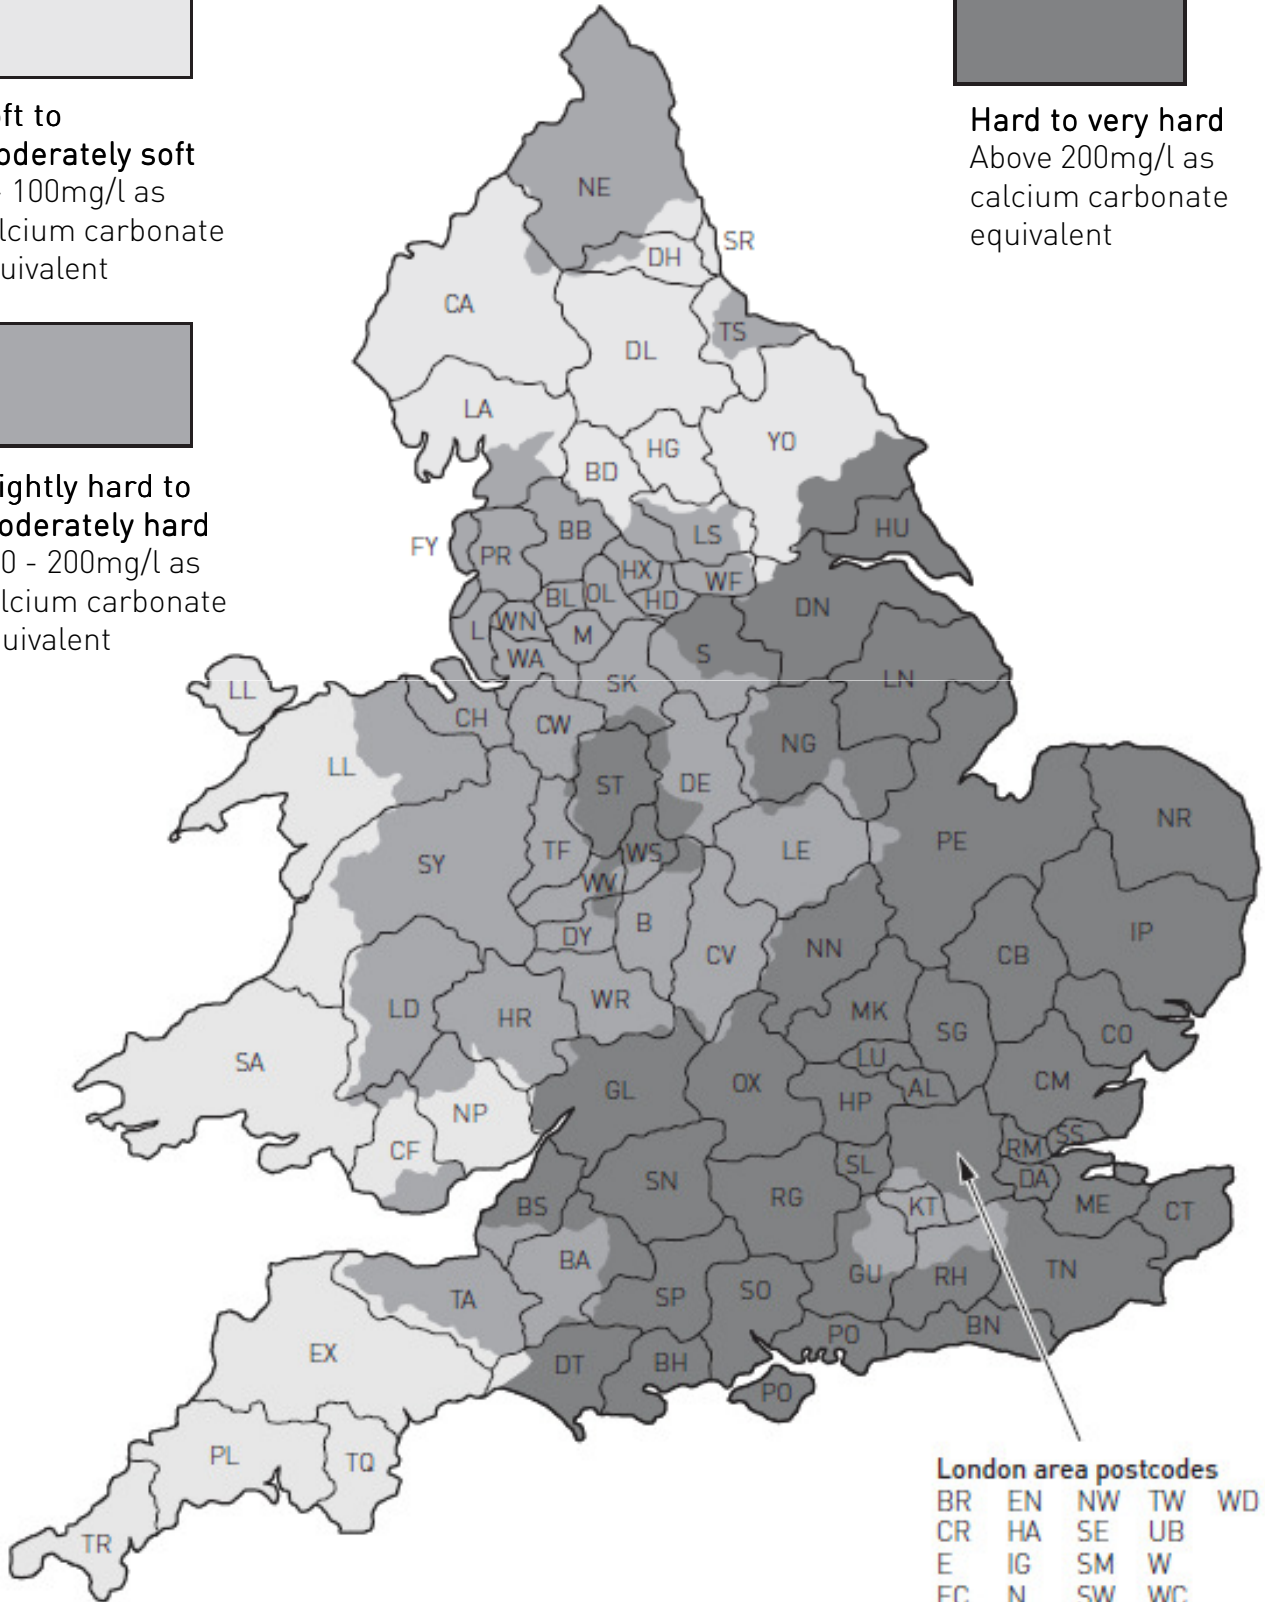 ft to
oderately soft
- 100mg/l as
lcium carbonate
uivalent
Hard to very hard
Above 200mg/l as
calcium carbonate
equivalent
ightly hard to
oderately hard
0 - 200mg/l as
lcium carbonate
uivalent
NE
SR
DH
CA
TS
DL
LA
HG
YO
BD
HU
BB
LS
FY
PR
HX
WF
BL
OL
HD
DN
L
WN
M
WA
S
SK
LN
LL
CH
CW
NG
LL
ST
DE
NR
PE
SY
TF
WS
LE
WV
B
IP
DY
NN
CV
CB
LD
HR
WR
MK
SG
CO
SA
LU
GL
OX
AL
CM
HP
NP
CF
SS
RM
SL
DA
SN
RG
BS
KT
ME
CT
BA
GU
RH
TN
TA
SP
SO
BN
PO
EX
DT
BH
PO
PL
TQ
TR
London area postcodes
BR EN NW TW WD
CR HA SE UB
E IG SM W
EC N SW WC